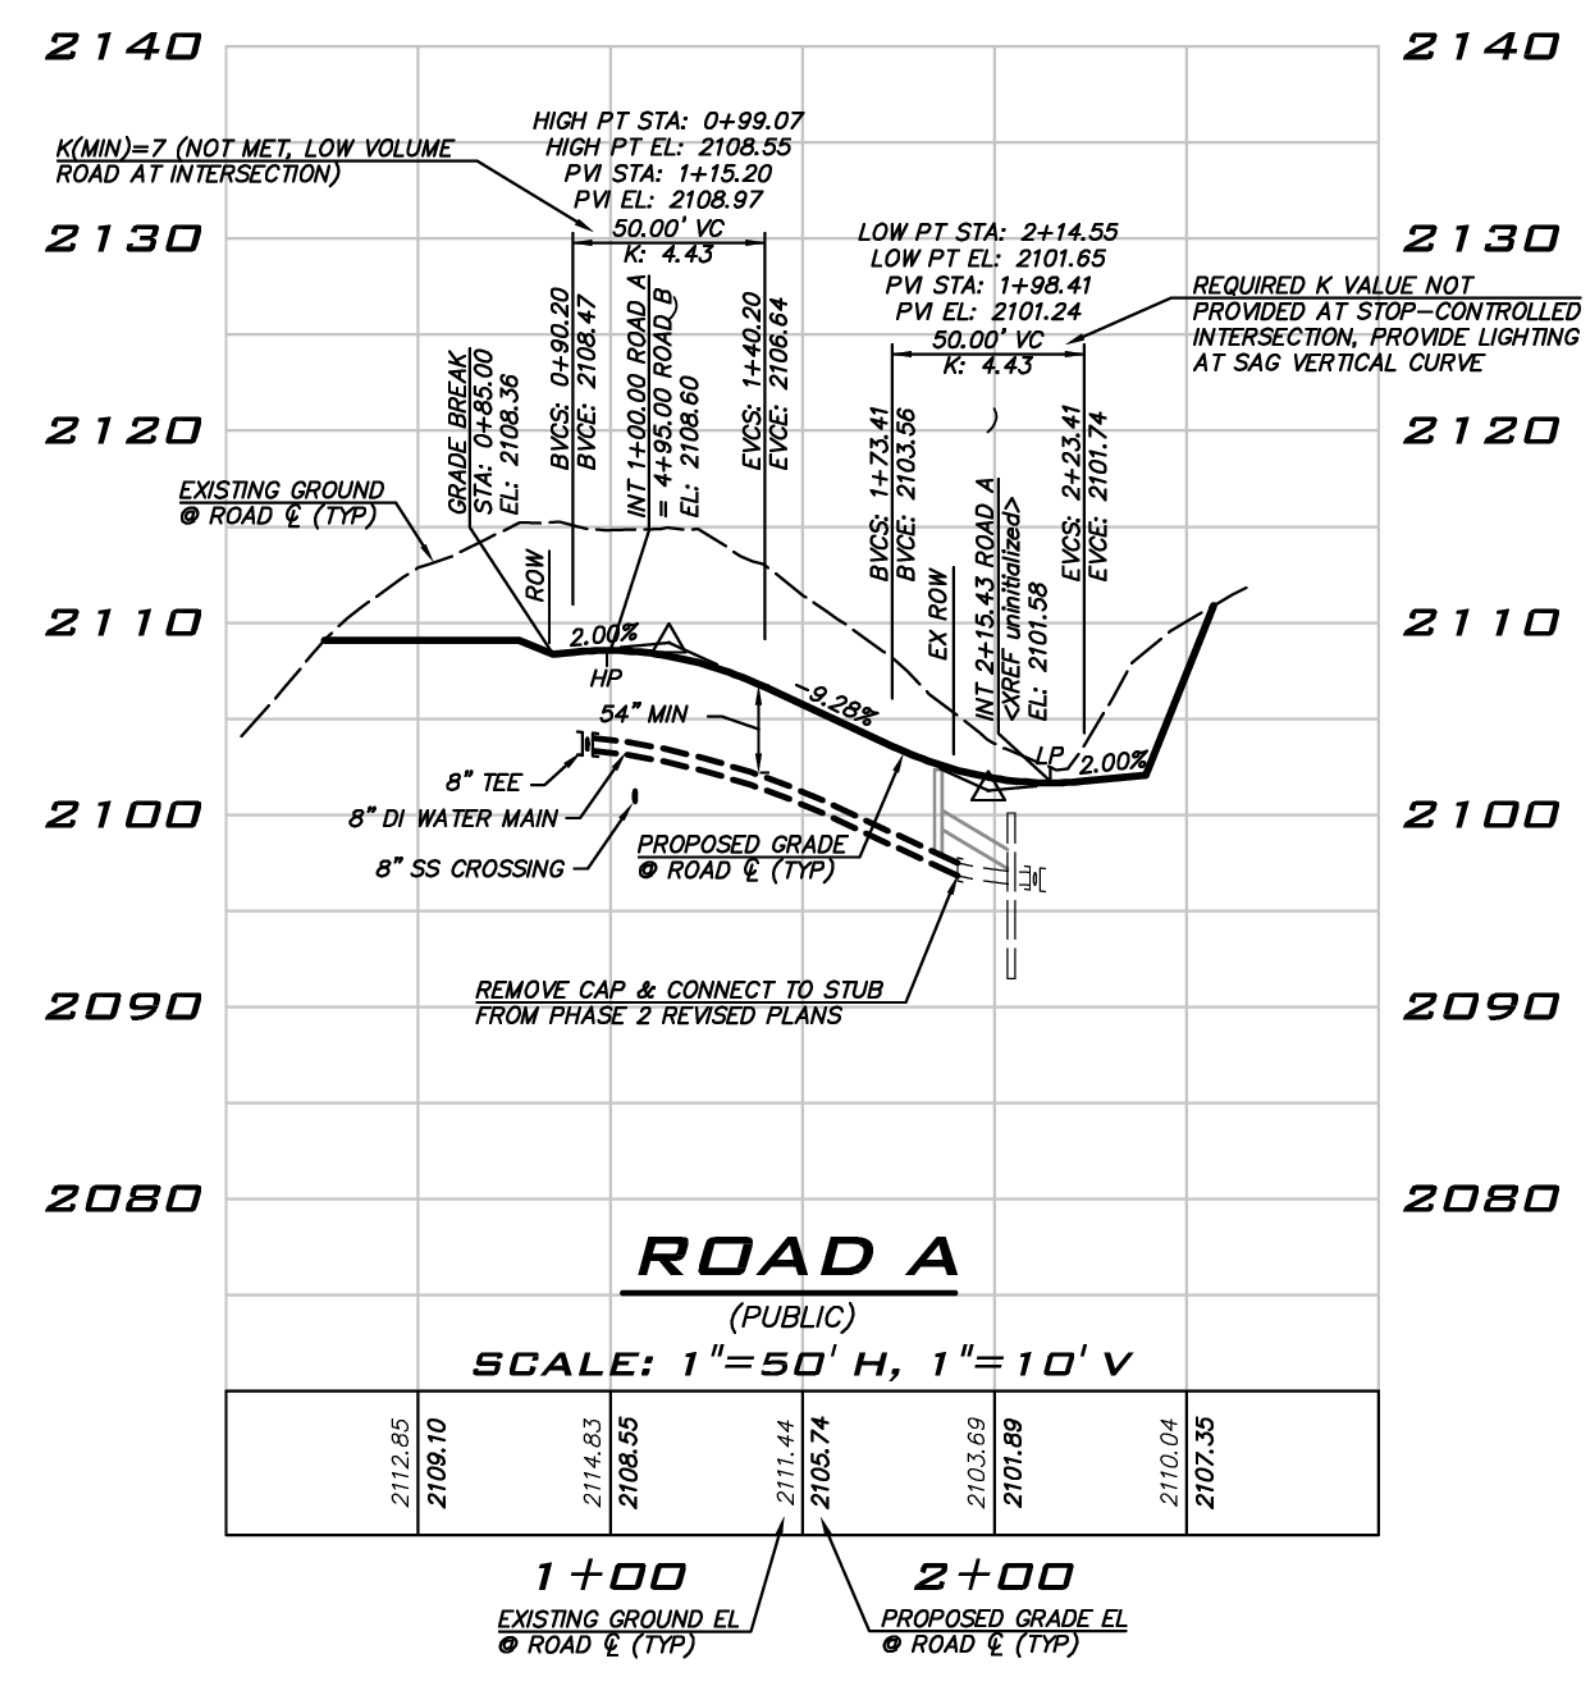 2140
2140
HIGH PT STA: 0+99.07
HIGH PT EL: 2108.55
PVI STA: 1+15.20
PVI EL: 2108.97
50.00' VC
K: 4.43
K(MIN)=7 (NOT MET, LOW VOLUME
ROAD AT INTERSECTION)
2130
2130
LOW PT STA: 2+14.55
LOW PT EL: 2101.65
PVI STA: 1+98.41
PVI EL: 2101.24
50.00' VC
K: 4.43
REQUIRED K VALUE NOT
PROVIDED AT STOP-CONTROLLED
INTERSECTION, PROVIDE LIGHTING
AT SAG VERTICAL CURVE
GRADE BREAK
STA: 0+85.00
EL: 2108.36
BVCS: 0+90.20
BVCE: 2108.47
INT 1+00.00 ROAD A
= 4+95.00 ROAD B
EL: 2108.60
EVCS: 1+40.20
EVCE: 2106.64
BVCS: 1+73.41
BVCE: 2103.56
)
INT 2+15.43 ROAD A
<XREF uninitialized>
EL: 2101.58
EVCS: 2+23.41
EVCE: 2101.74
2120
2120
EXISTING GROUND
@ ROAD ℄ (TYP)
ROW
EX ROW
2110
2110
2.00%
HP
-9.28%
LP
2.00%
54" MIN
8" TEE
8" DI WATER MAIN
8" SS CROSSING
2100
2100
PROPOSED GRADE
@ ROAD ℄ (TYP)
REMOVE CAP & CONNECT TO STUB
FROM PHASE 2 REVISED PLANS
2090
2090
2080
2080
ROAD A
(PUBLIC)
SCALE: 1"=50' H, 1"=10' V
2112.85
2109.10
2114.83
2108.55
2111.44
2105.74
2103.69
2101.89
2110.04
2107.35
1+00
2+00
EXISTING GROUND EL
@ ROAD ℄ (TYP)
PROPOSED GRADE EL
@ ROAD ℄ (TYP)